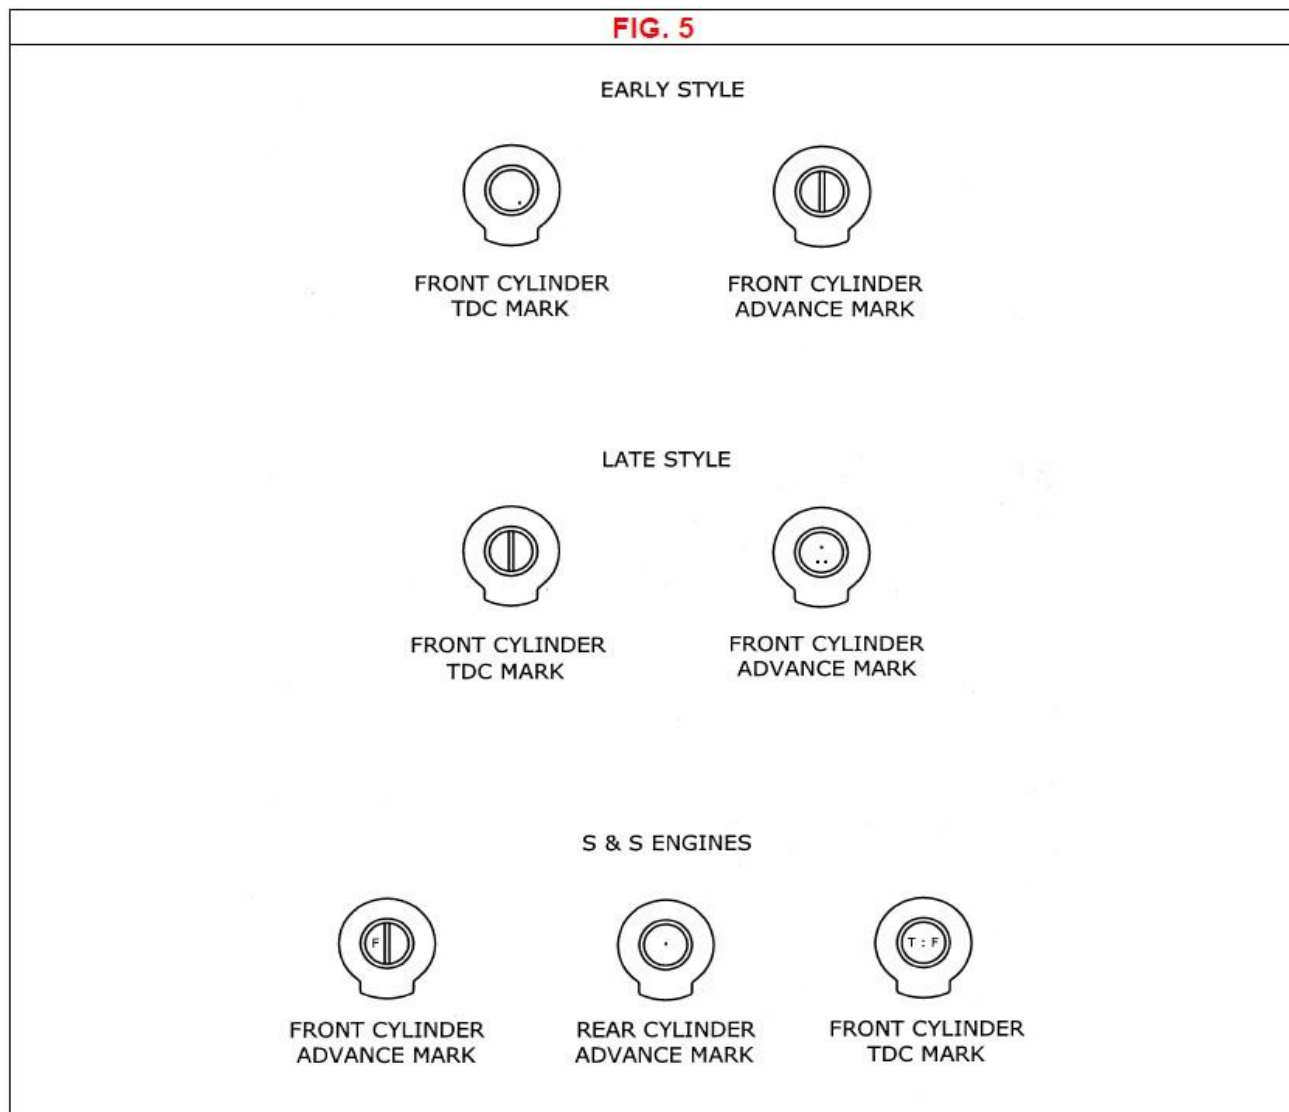 FIG. 5
EARLY STYLE
FRONT CYLINDER
TDC MARK
FRONT CYLINDER
ADVANCE MARK
LATE STYLE
FRONT CYLINDER
TDC MARK
FRONT CYLINDER
ADVANCE MARK
S & S ENGINES
F
T : F
FRONT CYLINDER
ADVANCE MARK
REAR CYLINDER
ADVANCE MARK
FRONT CYLINDER
TDC MARK